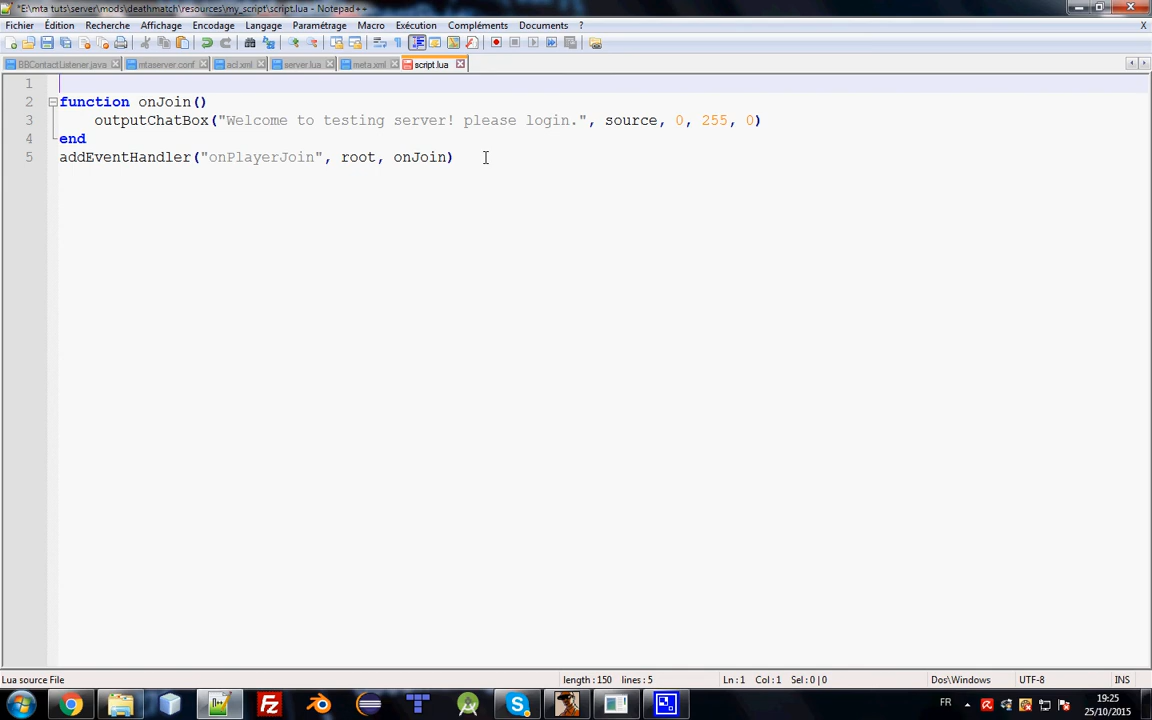 *E:\mta tuts\server\mods\deathmatch\resources\my_script\script.lua - Notepad++
Fichier Édition Recherche Affichage Encodage Langage Paramétrage Macro Exécution Compléments Documents ? X
BBContactListener.java mtaserver.conf acl.xml server.lua meta.xml script.lua
1
2 function onJoin()
3 outputChatBox("Welcome to testing server! please login.", source, 0, 255, 0)
4 end
5 addEventHandler("onPlayerJoin", root, onJoin)
Lua source File length : 150 lines : 5 Ln : 1 Col : 1 Sel : 0 | 0 Dos\Windows UTF-8 INS
FR 19:25
25/10/2015